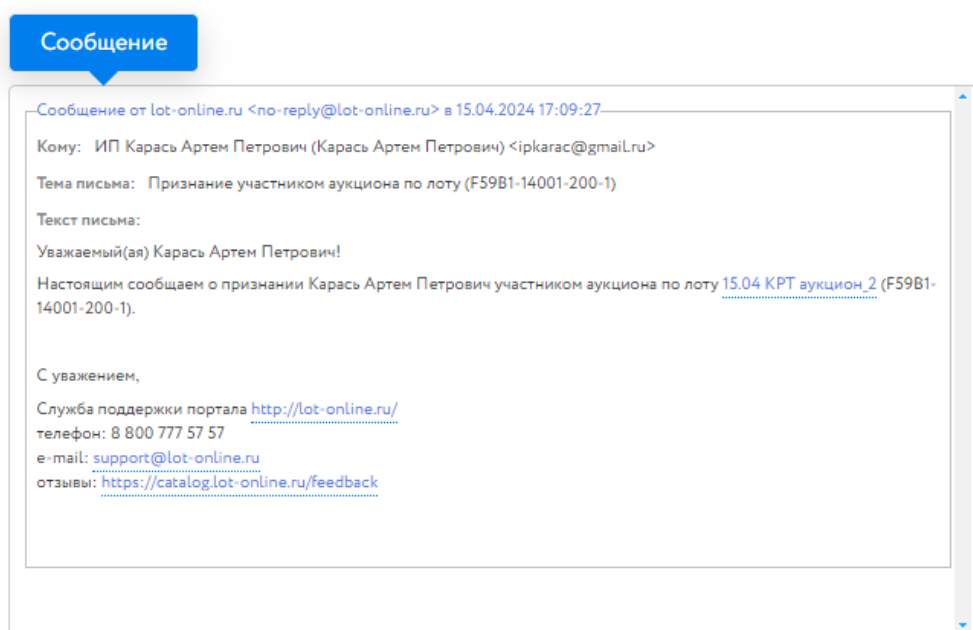 Сообщение
Сообщение от lot-online.ru <no-reply@lot-online.ru> в 15.04.2024 17:09:27
Кому: ИП Карась Артем Петрович (Карась Артем Петрович) <ipkarac@gmail.ru>
Тема письма: Признание участником аукциона по лоту (F59B1-14001-200-1)
Текст письма:
Уважаемый(ая) Карась Артем Петрович!
Настоящим сообщаем о признании Карась Артем Петрович участником аукциона по лоту 15.04 КРТ аукцион_2 (F59B1-
14001-200-1).
С уважением,
Служба поддержки портала http://lot-online.ru/
телефон: 8 800 777 57 57
e-mail: support@lot-online.ru
отзывы: https://catalog.lot-online.ru/feedback